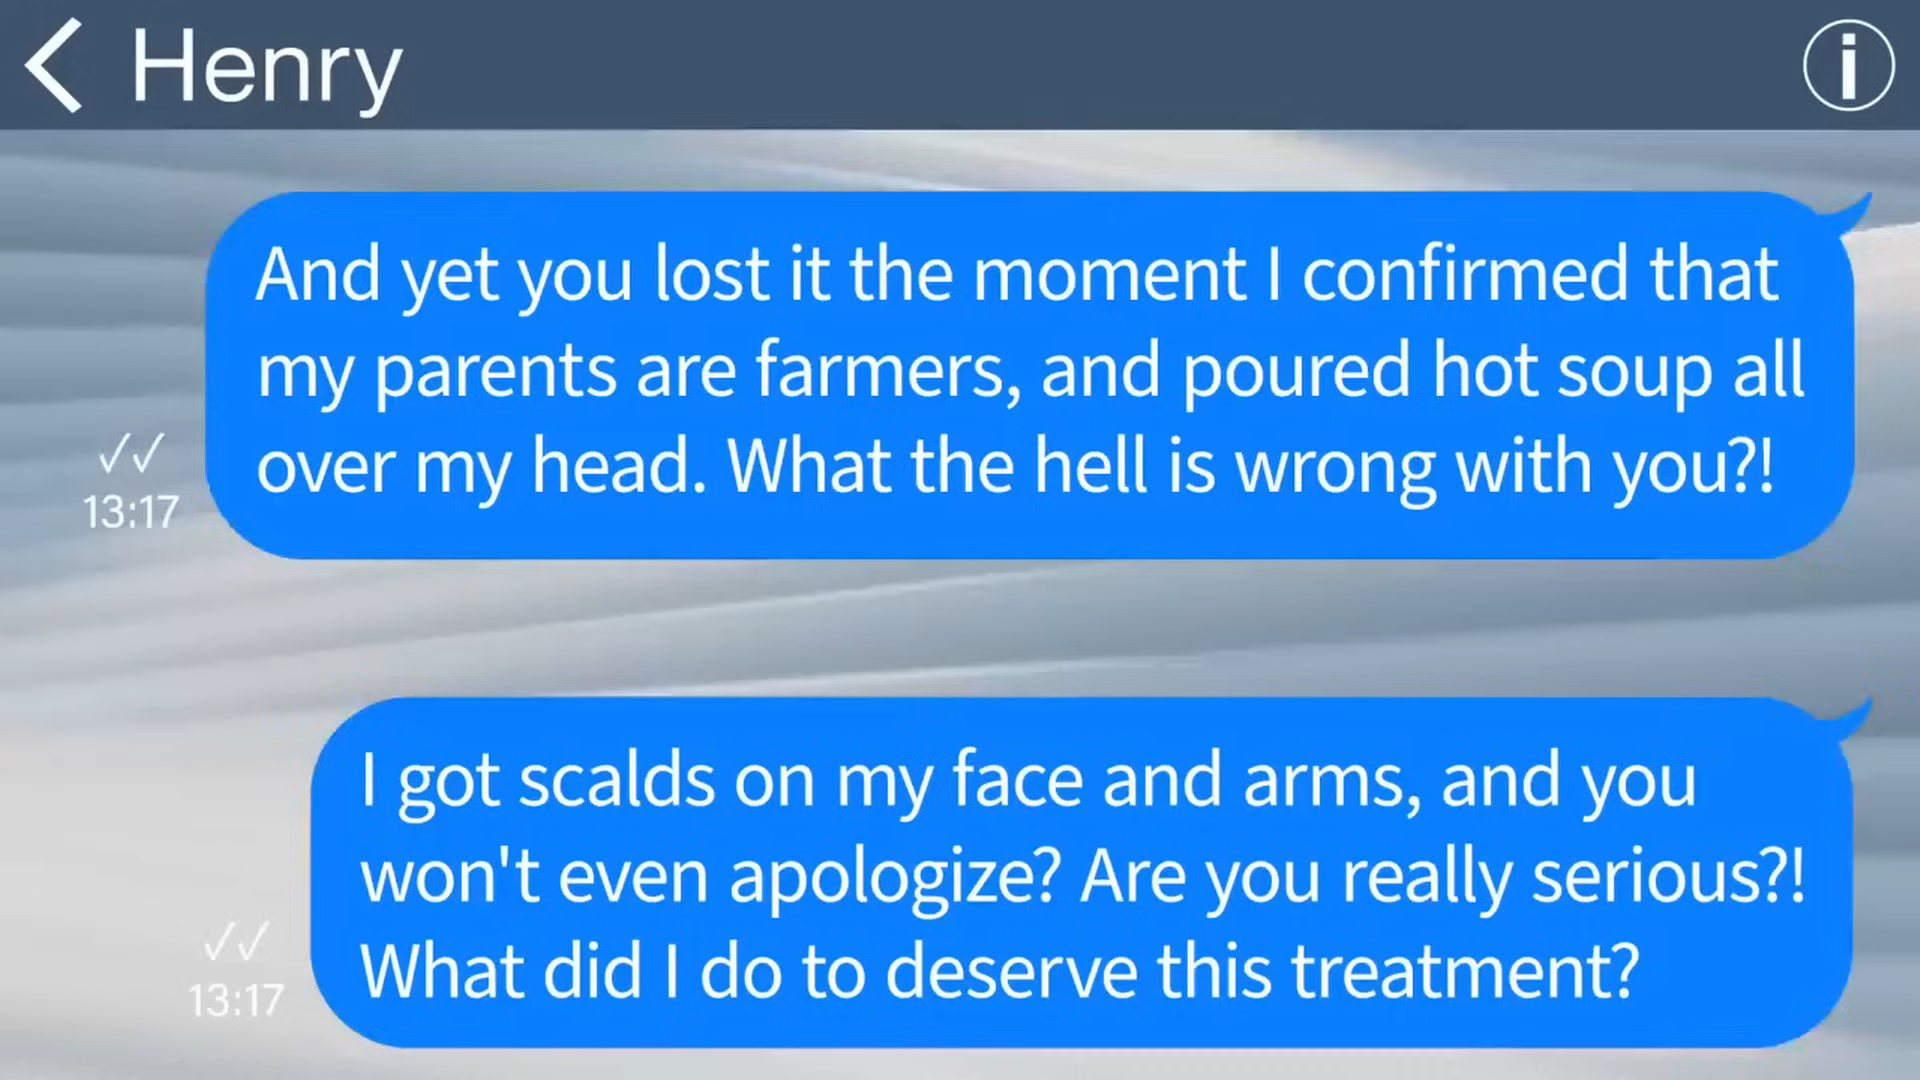 Henry
And yet you lost it the moment I confirmed that
my parents are farmers, and poured hot soup all
over my head. What the hell is wrong with you?!
13:17
I got scalds on my face and arms, and you
won't even apologize? Are you really serious?!
What did I do to deserve this treatment?
13:17